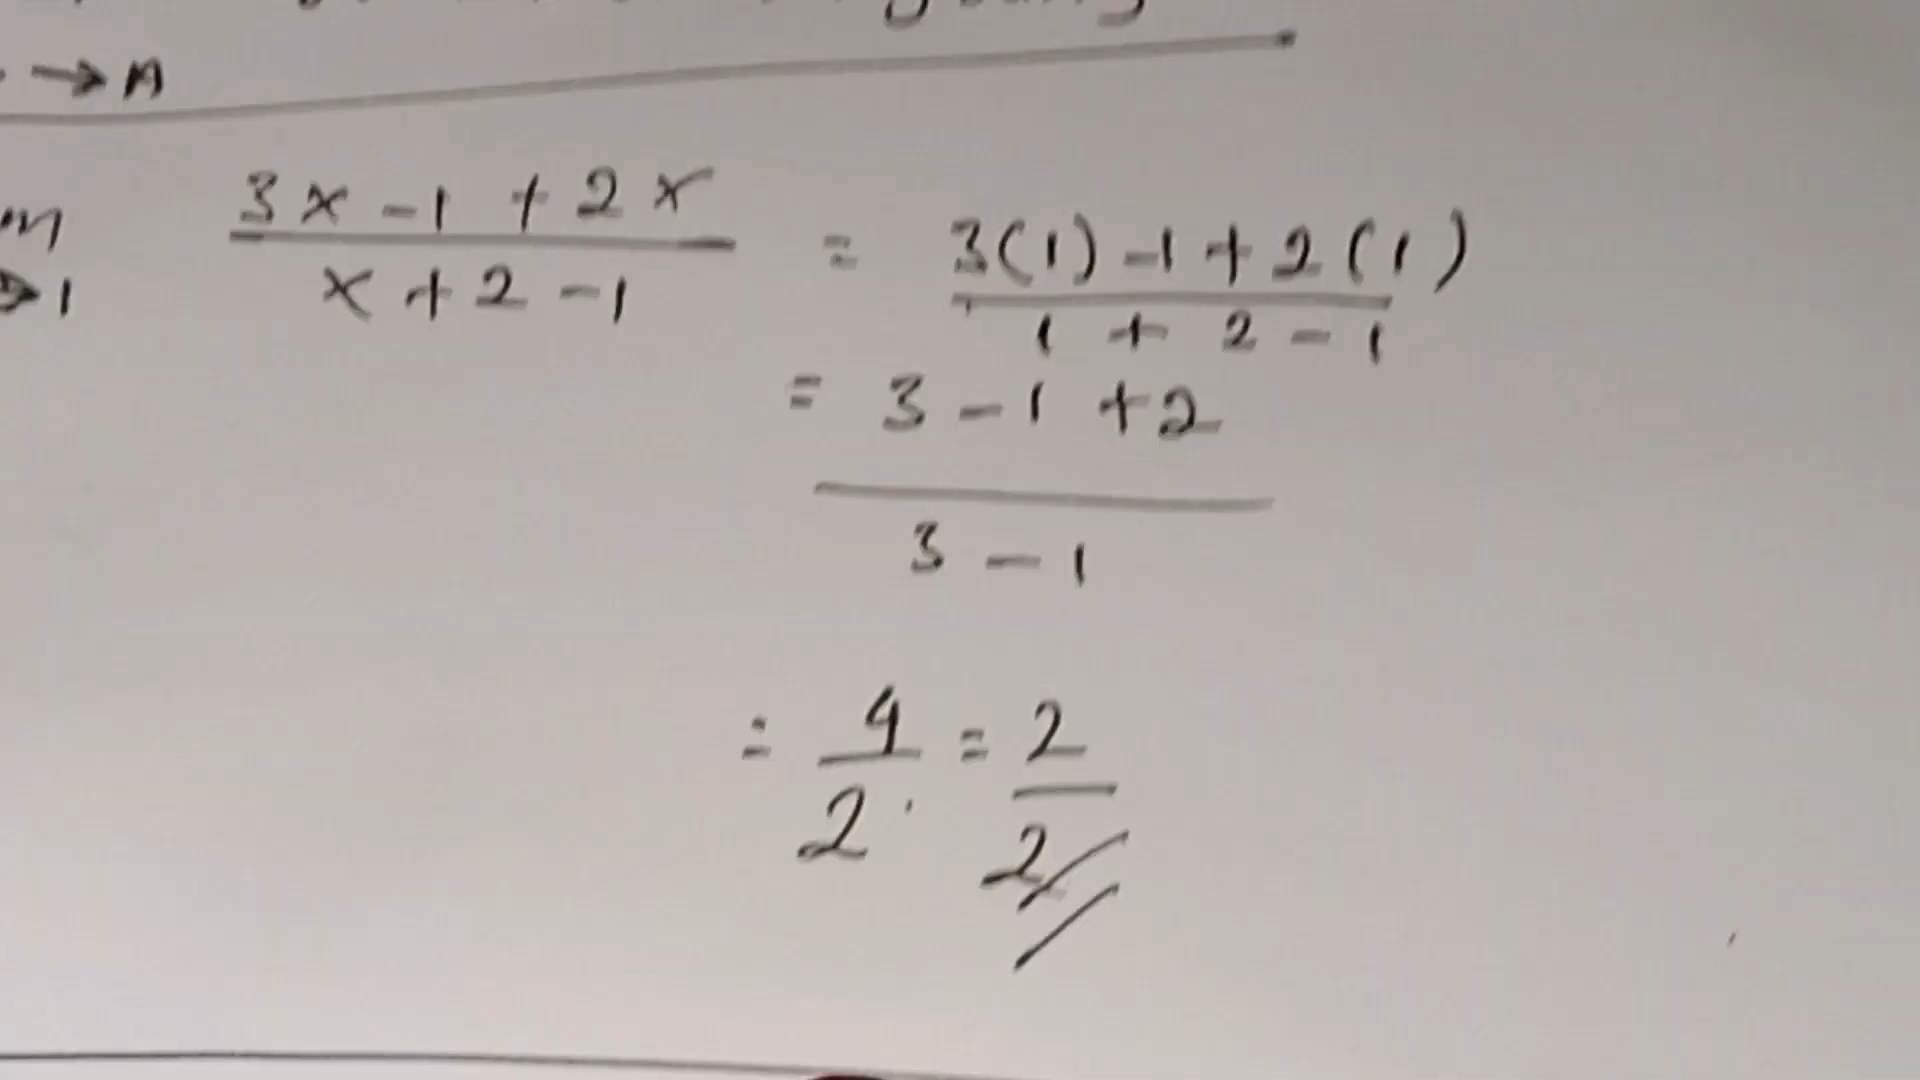 → A
3x - 1 + 2x = 3(1) - 1 + 2(1)
→1 x + 2 - 1 1 + 2 - 1
= 3 - 1 + 2
3 - 1
= 4 = 2
2 2